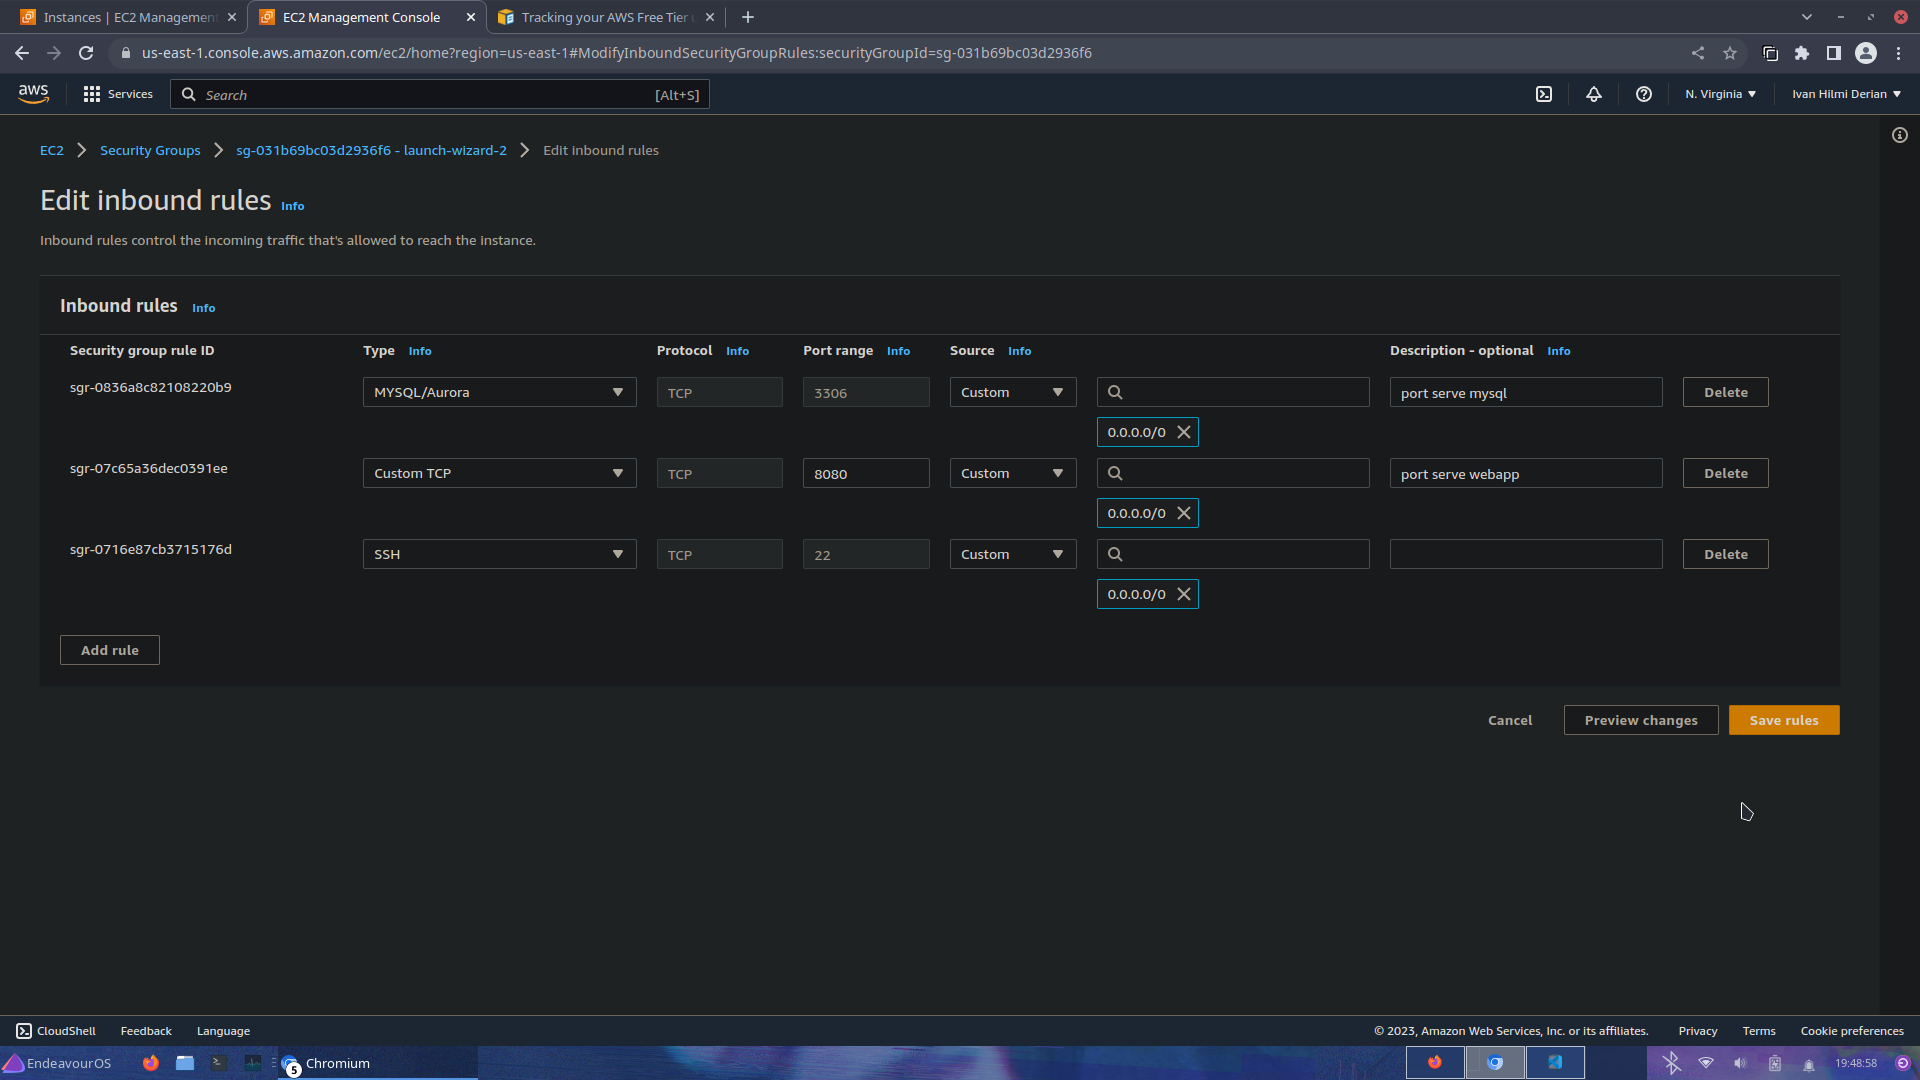 Instances | EC2 Management
EC2 Management Console
Tracking your AWS Free Tier
us-east-1.console.aws.amazon.com/ec2/home?region=us-east-1#ModifyInboundSecurityGroupRules:securityGroupId=sg-031b69bc03d2936f6
aws Services Search [Alt+S] N. Virginia Ivan Hilmi Derian
EC2 Security Groups sg-031b69bc03d2936f6 - launch-wizard-2 Edit inbound rules
Edit inbound rules Info
Inbound rules control the incoming traffic that's allowed to reach the instance.
Inbound rules Info
Security group rule ID Type Info Protocol Info Port range Info Source Info Description - optional Info
sgr-0836a8c82108220b9 MYSQL/Aurora TCP 3306 Custom port serve mysql Delete
0.0.0.0/0
sgr-07c65a36dec0391ee Custom TCP TCP 8080 Custom port serve webapp Delete
0.0.0.0/0
sgr-0716e87cb3715176d SSH TCP 22 Custom Delete
0.0.0.0/0
Add rule
Cancel Preview changes Save rules
CloudShell Feedback Language © 2023, Amazon Web Services, Inc. or its affiliates. Privacy Terms Cookie preferences
EndeavourOS 5 Chromium 19:48:58